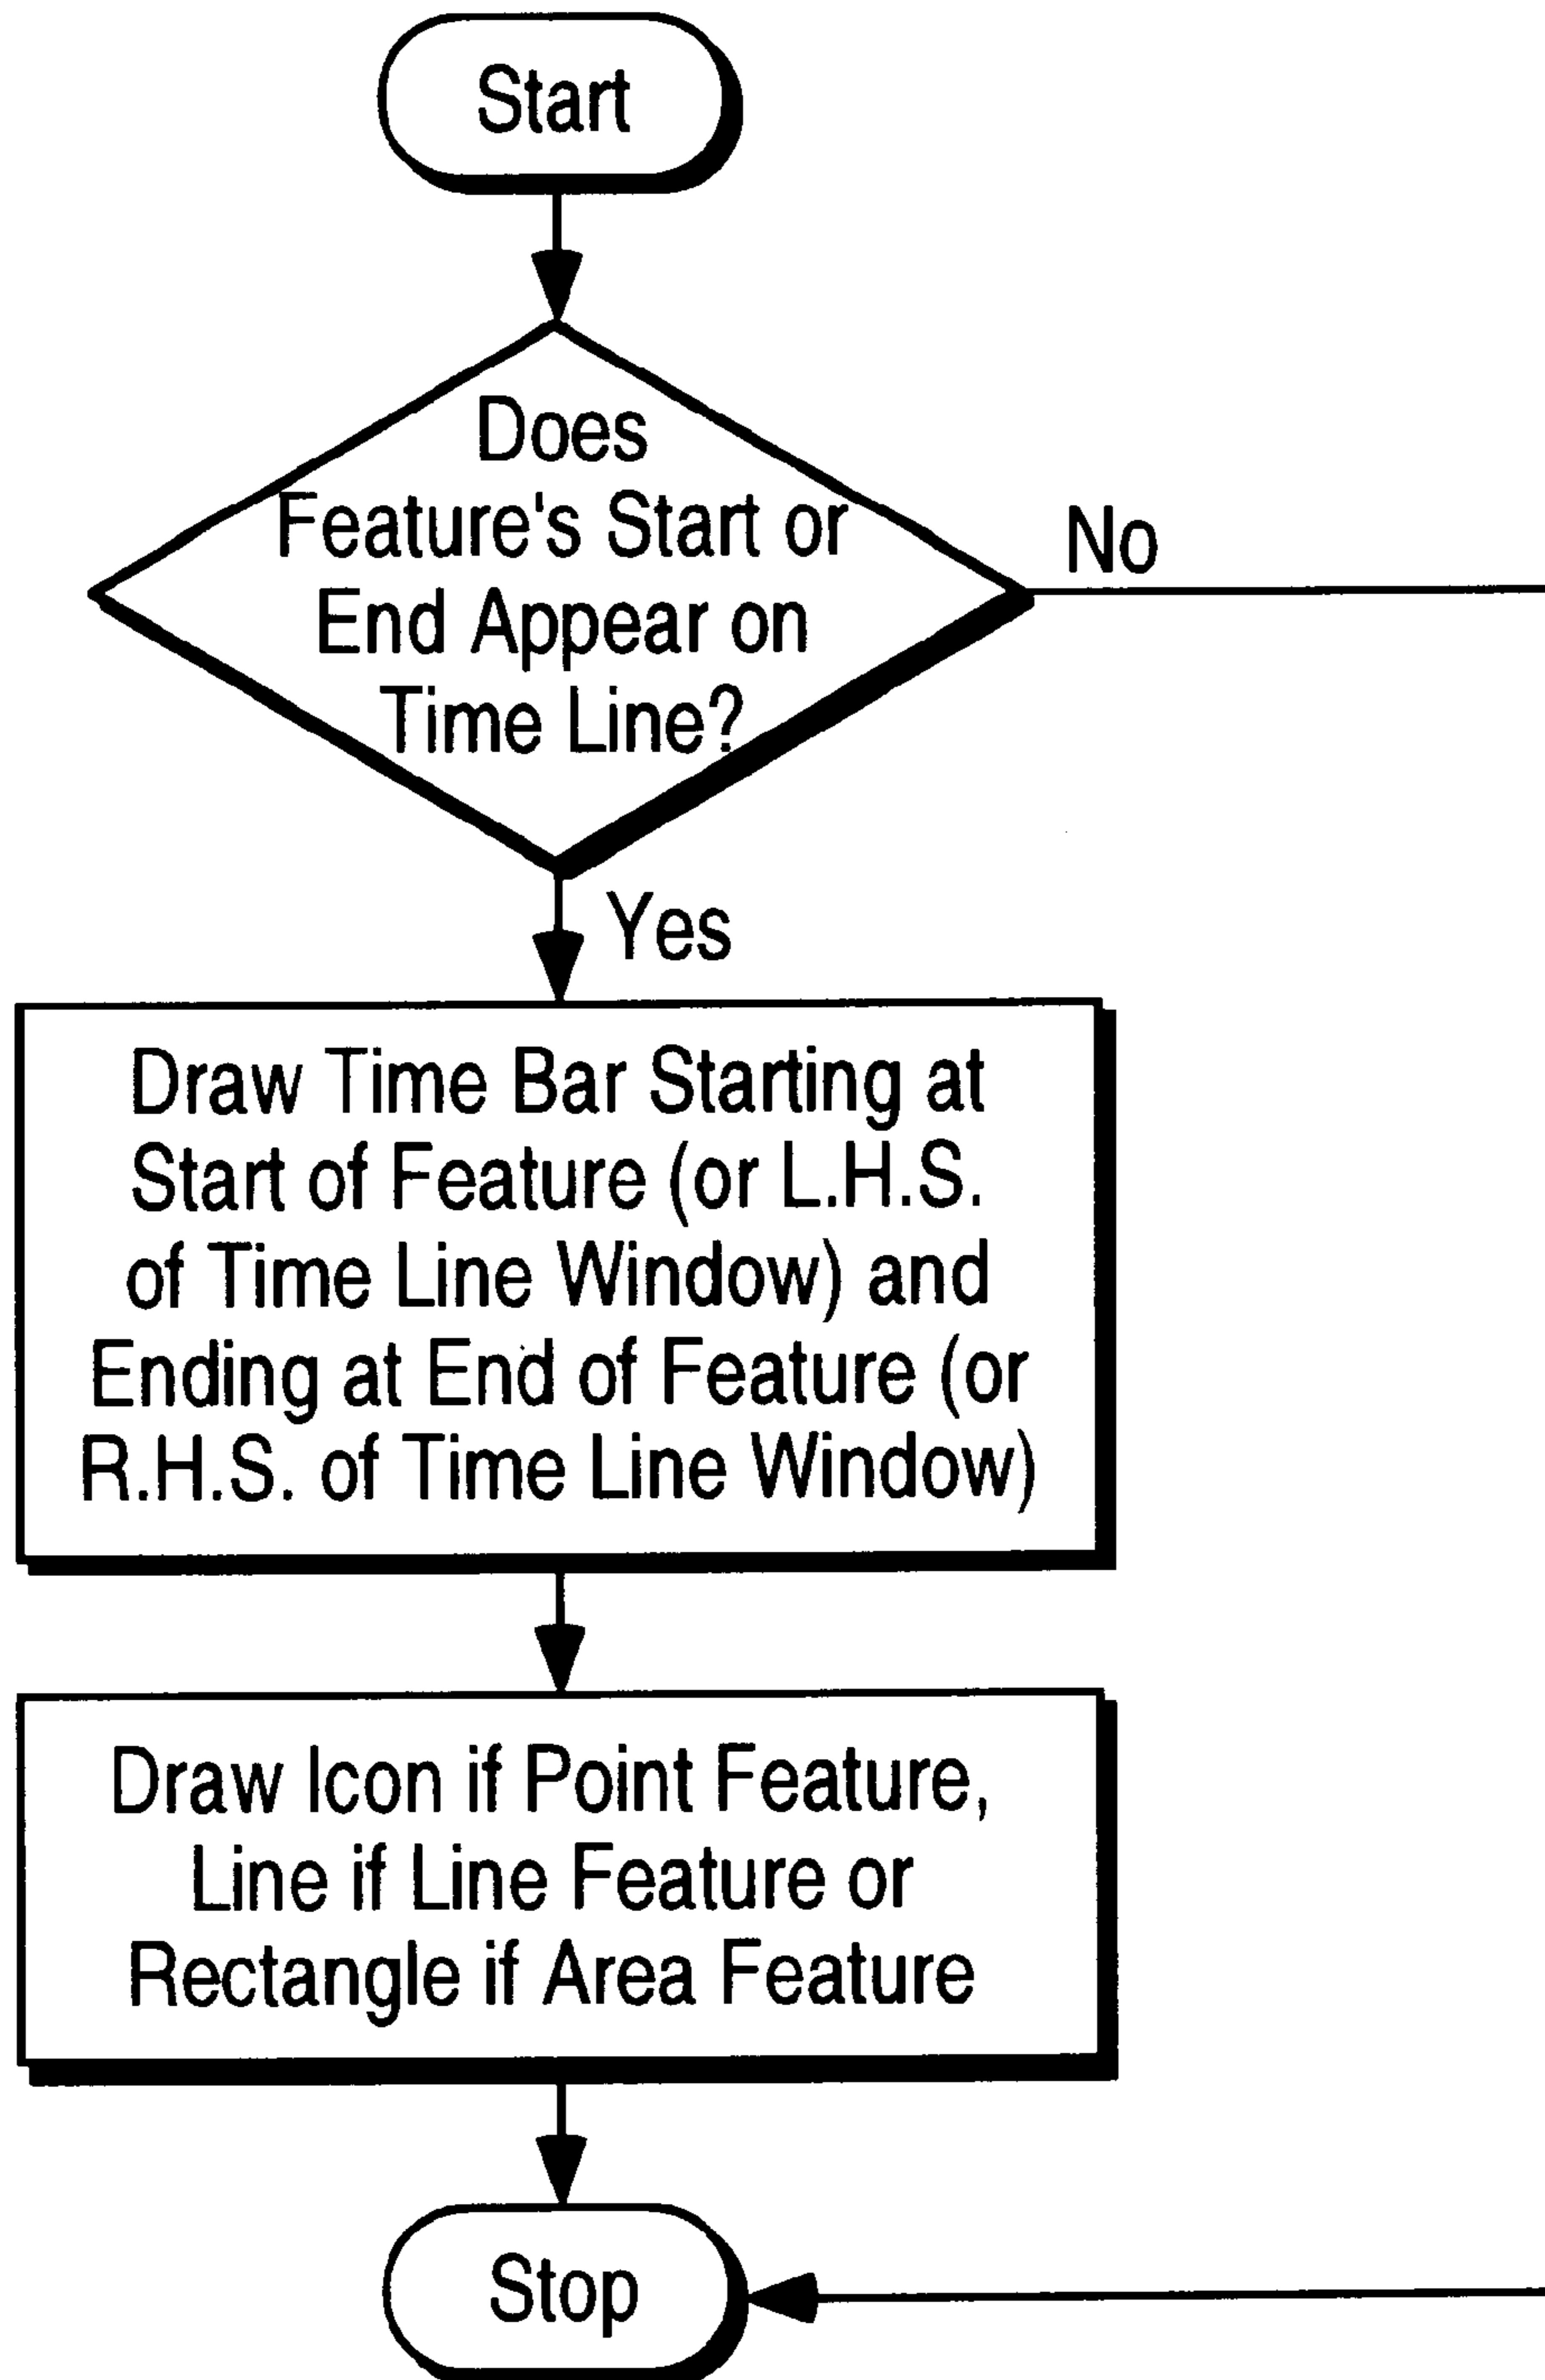 Start
Does
Feature's Start or
End Appear on
Time Line?
No
Yes
Draw Time Bar Starting at
Start of Feature (or L.H.S.
of Time Line Window) and
Ending at End of Feature (or
R.H.S. of Time Line Window)
Draw Icon if Point Feature,
Line if Line Feature or
Rectangle if Area Feature
Stop